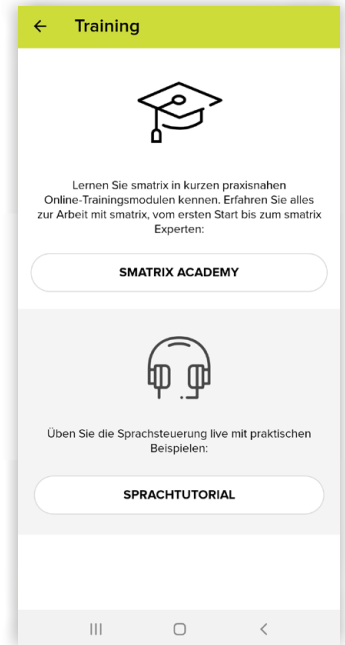 Training
Lernen Sie smatrix in kurzen praxisnahen
Online-Trainingsmodulen kennen. Erfahren Sie alles
zur Arbeit mit smatrix, vom ersten Start bis zum smatrix
Experten:
SMATRIX ACADEMY
Üben Sie die Sprachsteuerung live mit praktischen
Beispielen:
SPRACHTUTORIAL